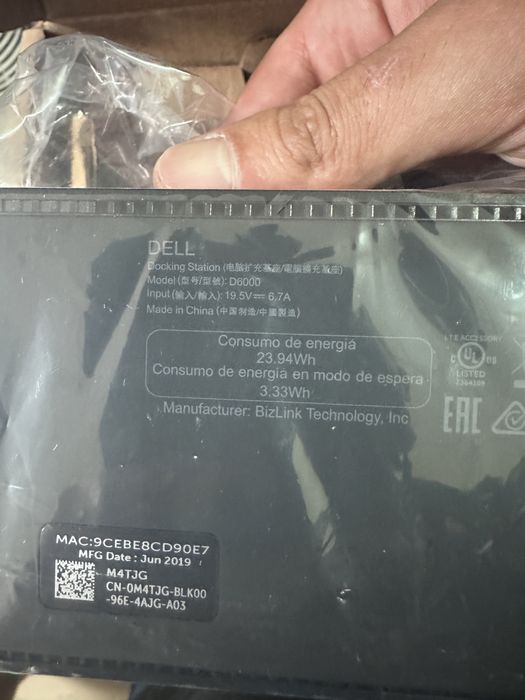 DELL
Docking Station (电脑扩充基座/電腦擴充基座)
Model (型号/型號): D6000
Input (输入/輸入): 19.5V⎓ 6.7A
Made in China (中国制造/中國製造)
Consumo de energía
23.94Wh
Consumo de energía en modo de espera
3.33Wh
Manufacturer: BizLink Technology, Inc
I.T.E ACCESSORY
c UL us
LISTED
EAC
MAC:9CEBE8CD90E7
MFG Date : Jun 2019
M4TJG
CN-0M4TJG-BLK00
-96E-4AJG-A03